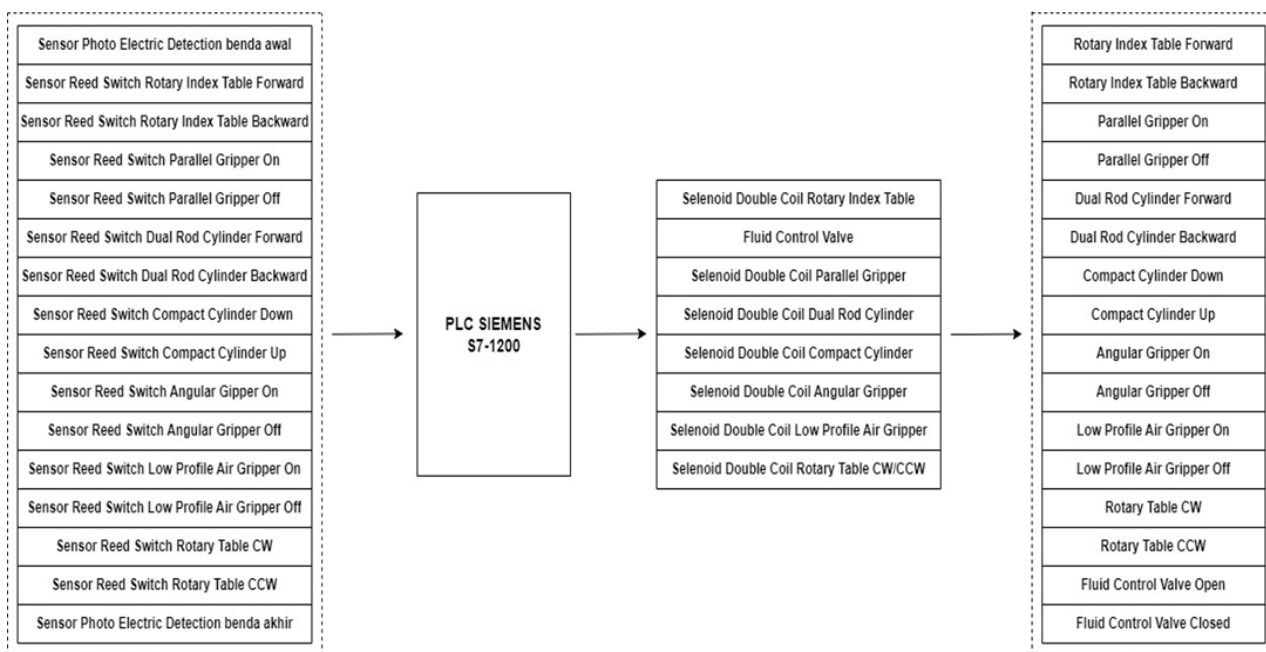 Sensor Photo Electric Detection benda awal
Sensor Reed Switch Rotary Index Table Forward
Sensor Reed Switch Rotary Index Table Backward
Sensor Reed Switch Parallel Gripper On
Sensor Reed Switch Parallel Gripper Off
Sensor Reed Switch Dual Rod Cylinder Forward
Sensor Reed Switch Dual Rod Cylinder Backward
Sensor Reed Switch Compact Cylinder Down
Sensor Reed Switch Compact Cylinder Up
Sensor Reed Switch Angular Gipper On
Sensor Reed Switch Angular Gripper Off
Sensor Reed Switch Low Profile Air Gripper On
Sensor Reed Switch Low Profile Air Gripper Off
Sensor Reed Switch Rotary Table CW
Sensor Reed Switch Rotary Table CCW
Sensor Photo Electric Detection benda akhir
PLC SIEMENS
S7-1200
Selenoid Double Coil Rotary Index Table
Fluid Control Valve
Selenoid Double Coil Parallel Gripper
Selenoid Double Coil Dual Rod Cylinder
Selenoid Double Coil Compact Cylinder
Selenoid Double Coil Angular Gripper
Selenoid Double Coil Low Profile Air Gripper
Selenoid Double Coil Rotary Table CW/CCW
Rotary Index Table Forward
Rotary Index Table Backward
Parallel Gripper On
Parallel Gripper Off
Dual Rod Cylinder Forward
Dual Rod Cylinder Backward
Compact Cylinder Down
Compact Cylinder Up
Angular Gripper On
Angular Gripper Off
Low Profile Air Gripper On
Low Profile Air Gripper Off
Rotary Table CW
Rotary Table CCW
Fluid Control Valve Open
Fluid Control Valve Closed